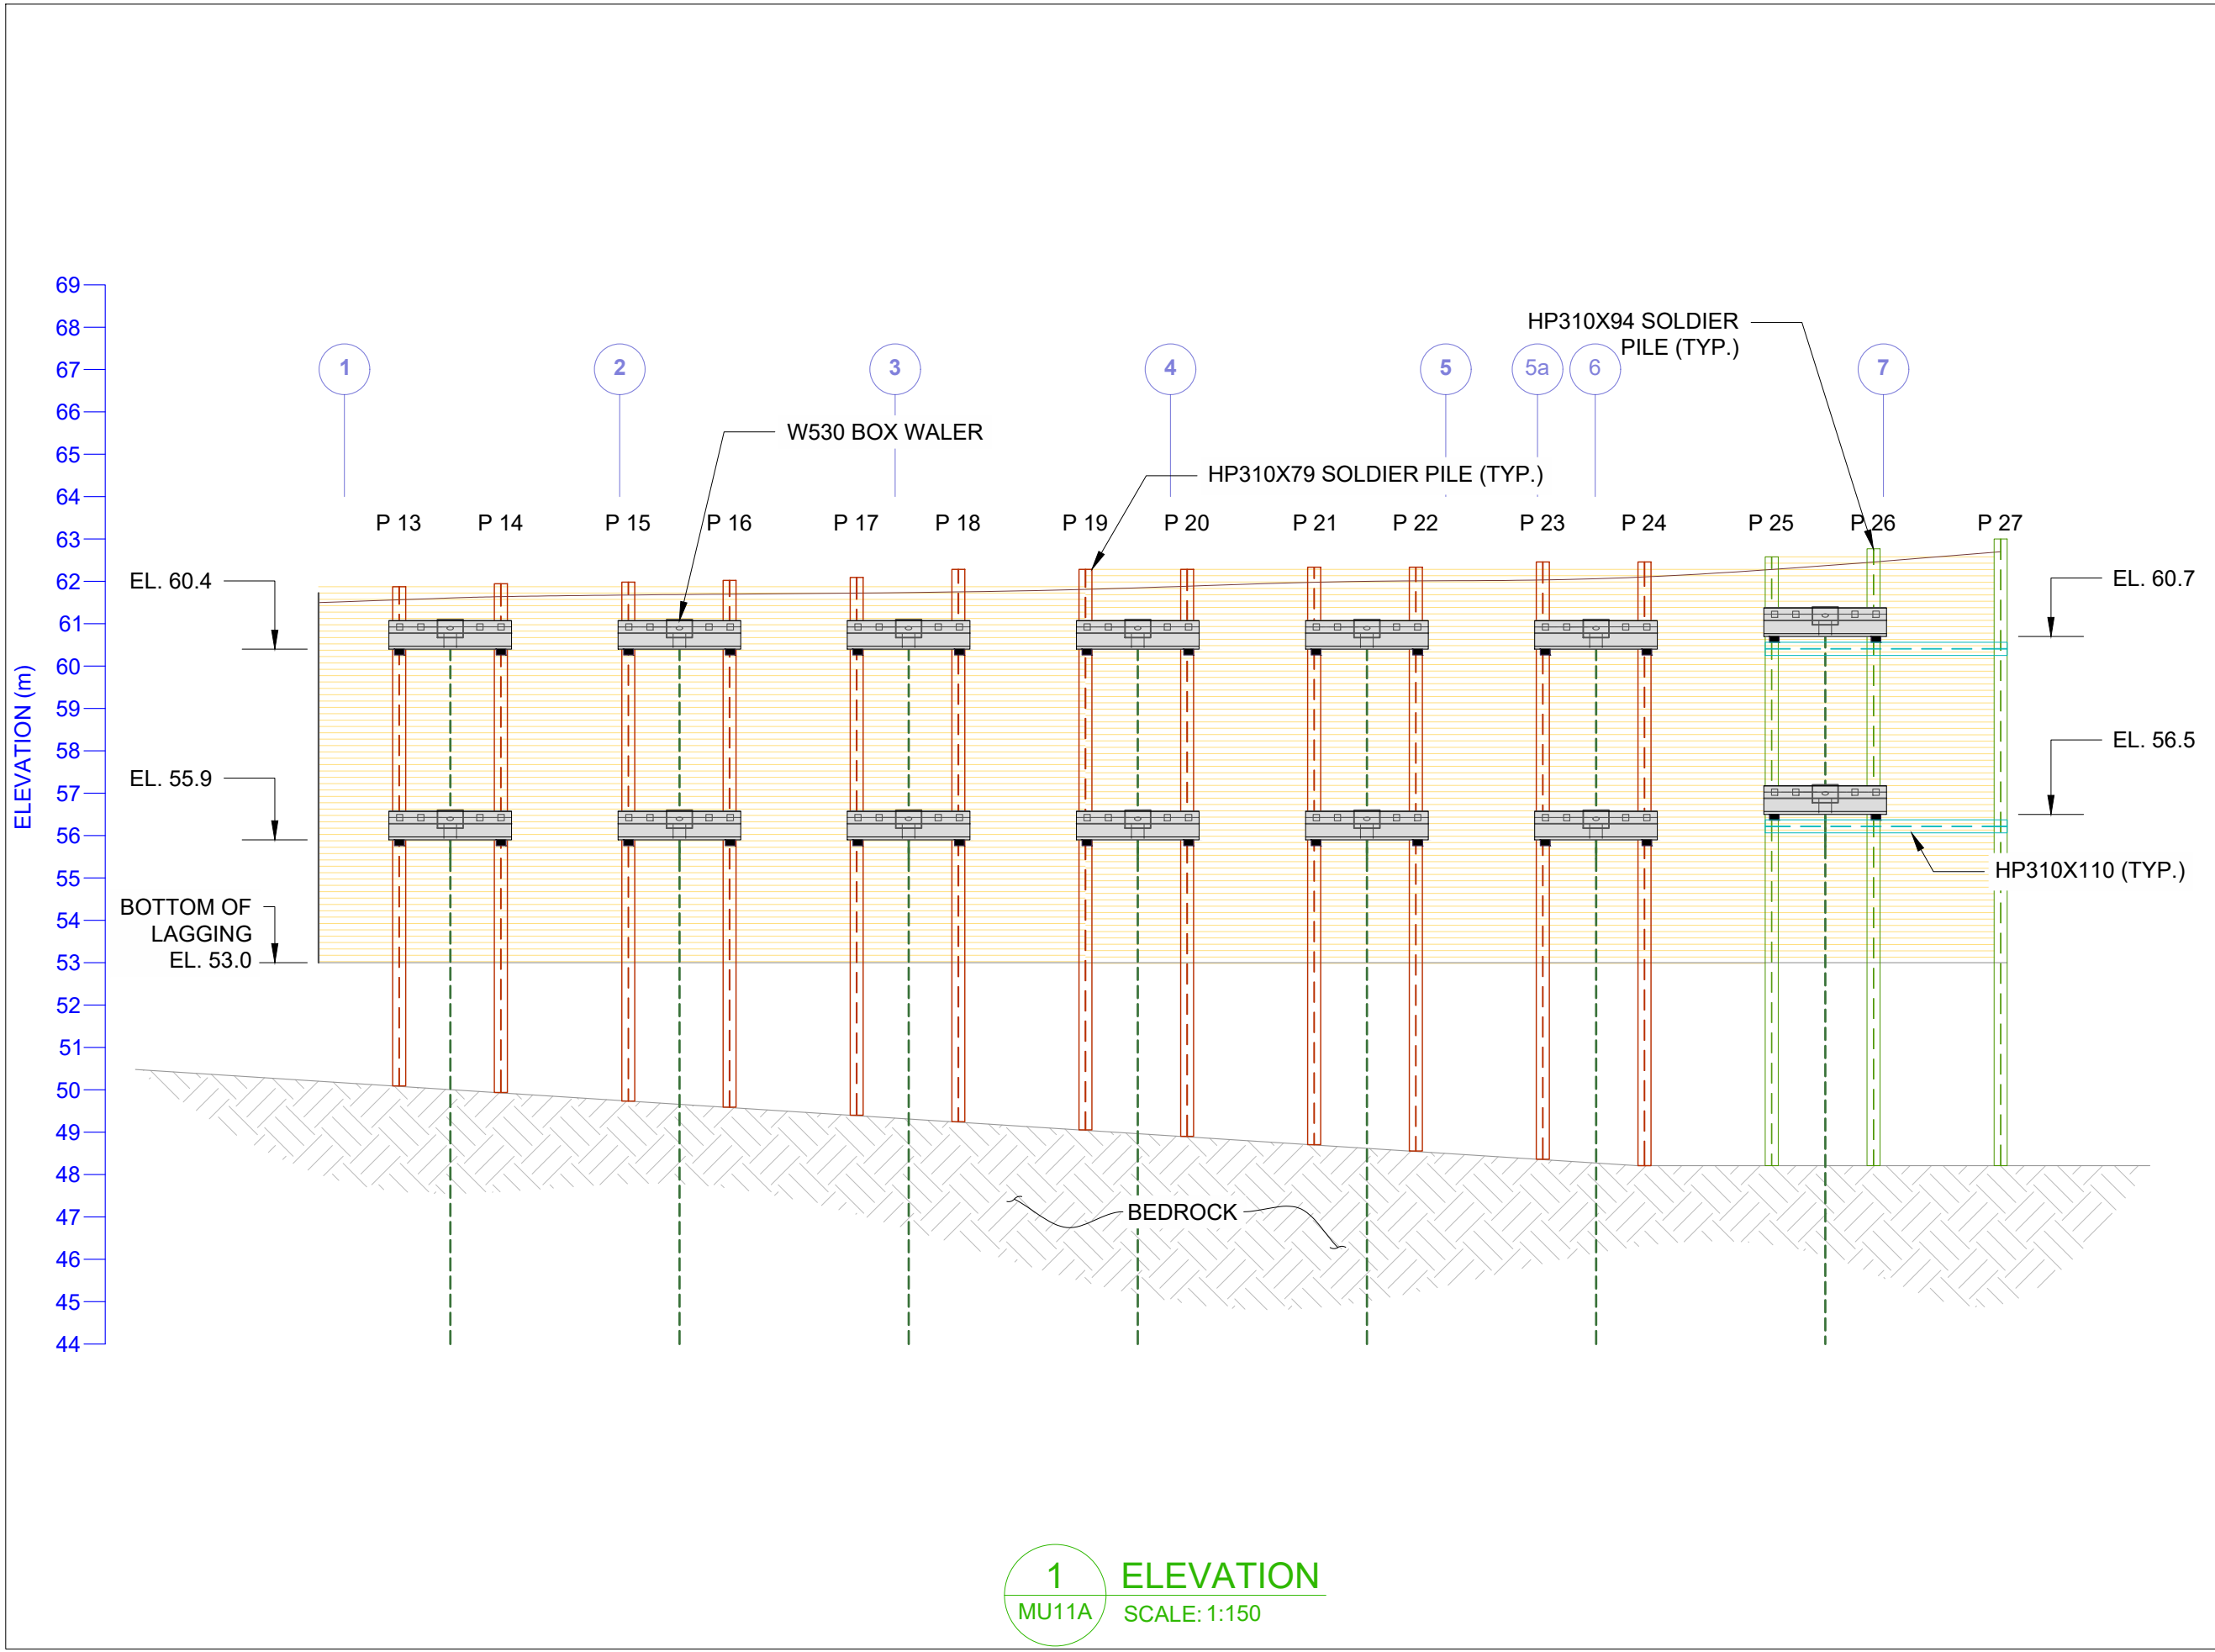 69
68
67
66
65
64
63
62
61
60
59
58
57
56
55
54
53
52
51
50
49
48
47
46
45
44
ELEVATION (m)
HP310X94 SOLDIER
PILE (TYP.)
1
2
3
4
5
5a
6
7
W530 BOX WALER
HP310X79 SOLDIER PILE (TYP.)
P 13
P 14
P 15
P 16
P 17
P 18
P 19
P 20
P 21
P 22
P 23
P 24
P 25
P 26
P 27
EL. 60.4
EL. 60.7
EL. 55.9
EL. 56.5
HP310X110 (TYP.)
BOTTOM OF
LAGGING
EL. 53.0
BEDROCK
1
MU11A
ELEVATION
SCALE: 1:150